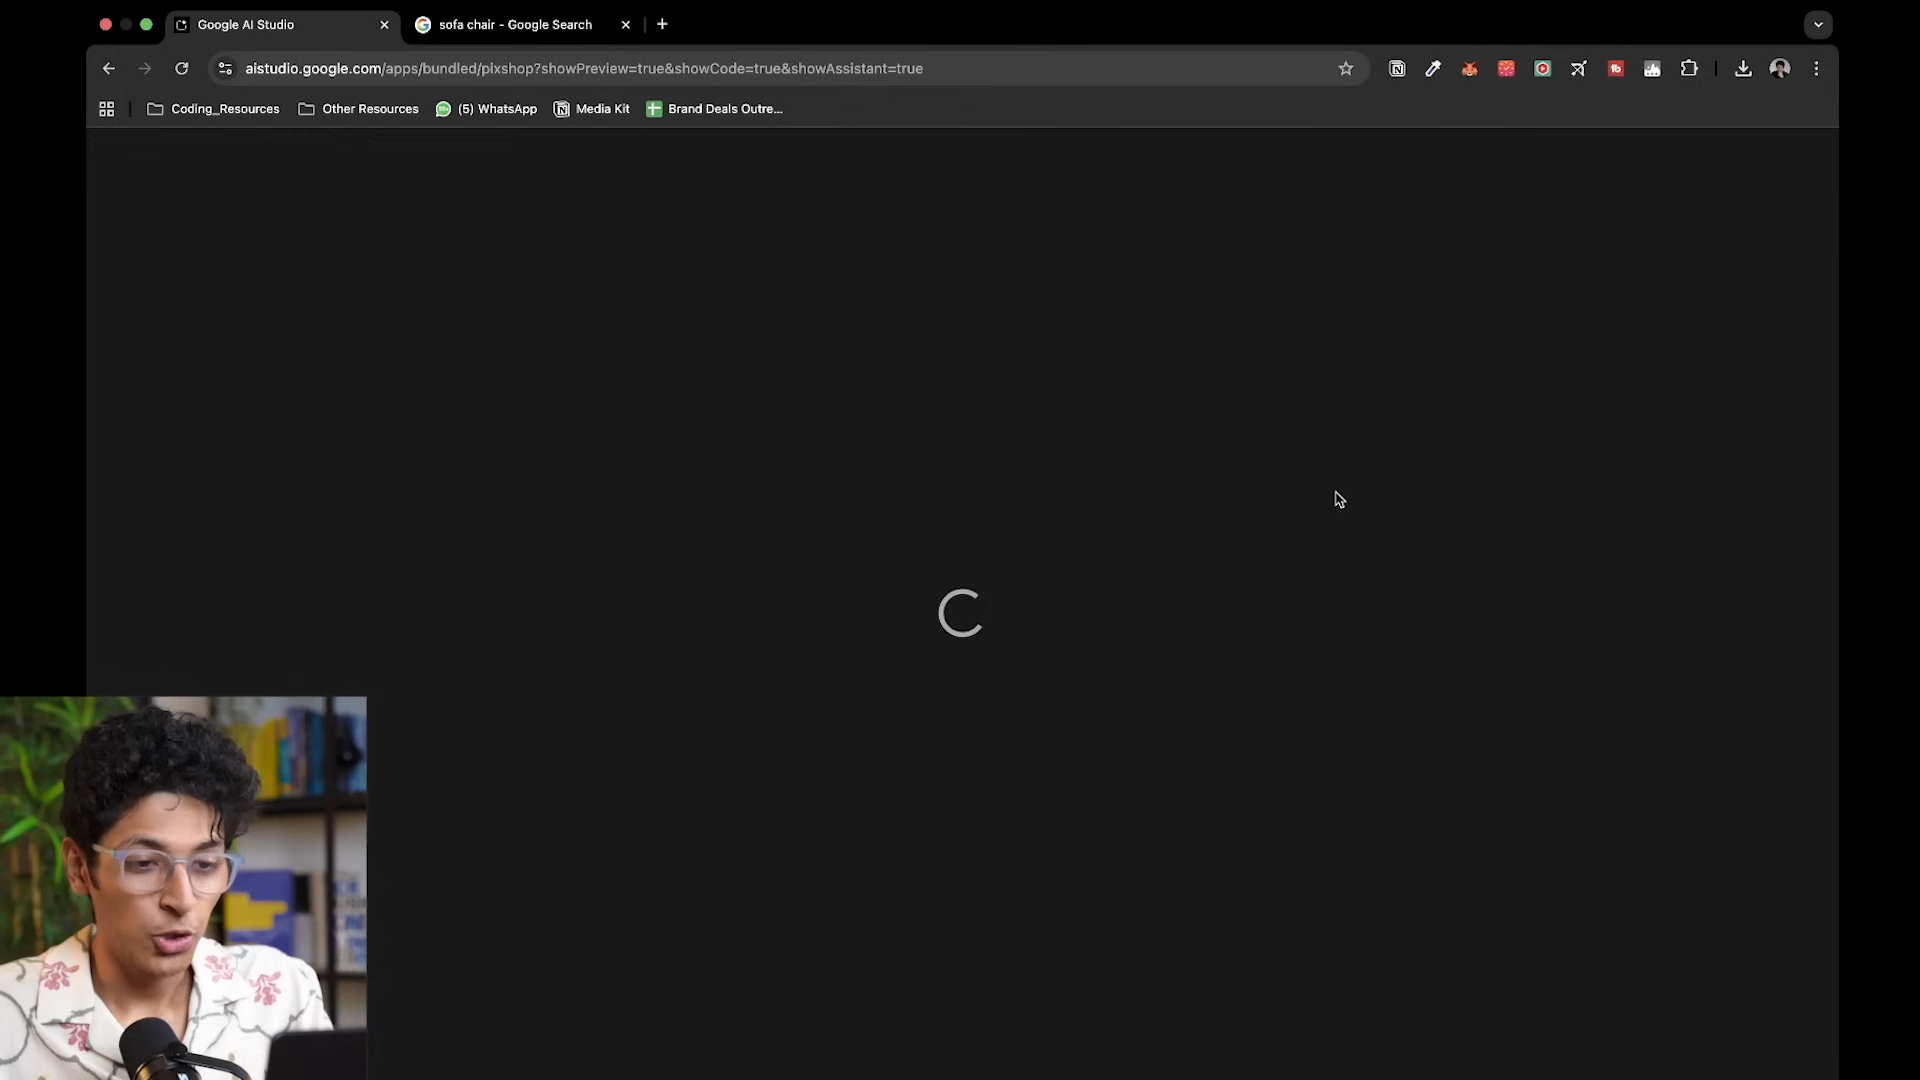 Google AI Studio
sofa chair - Google Search
aistudio.google.com/apps/bundled/pixshop?showPreview=true&showCode=true&showAssistant=true
Coding_Resources
Other Resources
(5) WhatsApp
Media Kit
Brand Deals Outre...